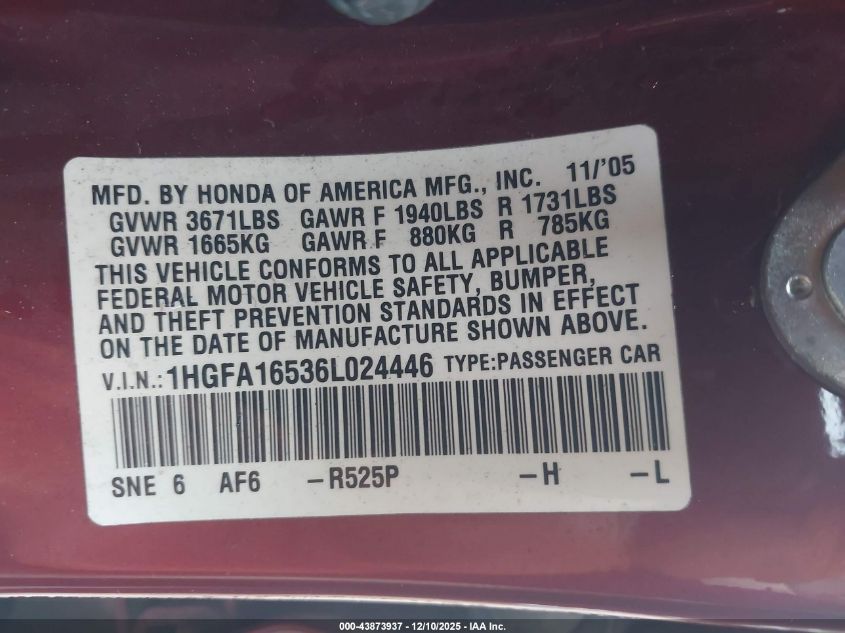 MFD. BY HONDA OF AMERICA MFG., INC. 11/'05
GVWR 3671LBS GAWR F 1940LBS R 1731LBS
GVWR 1665KG GAWR F 880KG R 785KG
THIS VEHICLE CONFORMS TO ALL APPLICABLE
FEDERAL MOTOR VEHICLE SAFETY, BUMPER,
AND THEFT PREVENTION STANDARDS IN EFFECT
ON THE DATE OF MANUFACTURE SHOWN ABOVE.
V.I.N.: 1HGFA16536L024446 TYPE:PASSENGER CAR
SNE 6 AF6 –R525P –H –L
000-43873937 - 12/10/2025 - IAA Inc.